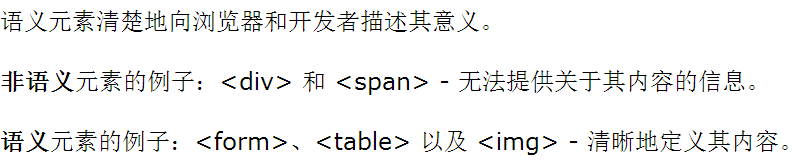 语义元素清楚地向浏览器和开发者描述其意义。
非语义元素的例子：<div> 和 <span> - 无法提供关于其内容的信息。
语义元素的例子：<form>、<table> 以及 <img> - 清晰地定义其内容。